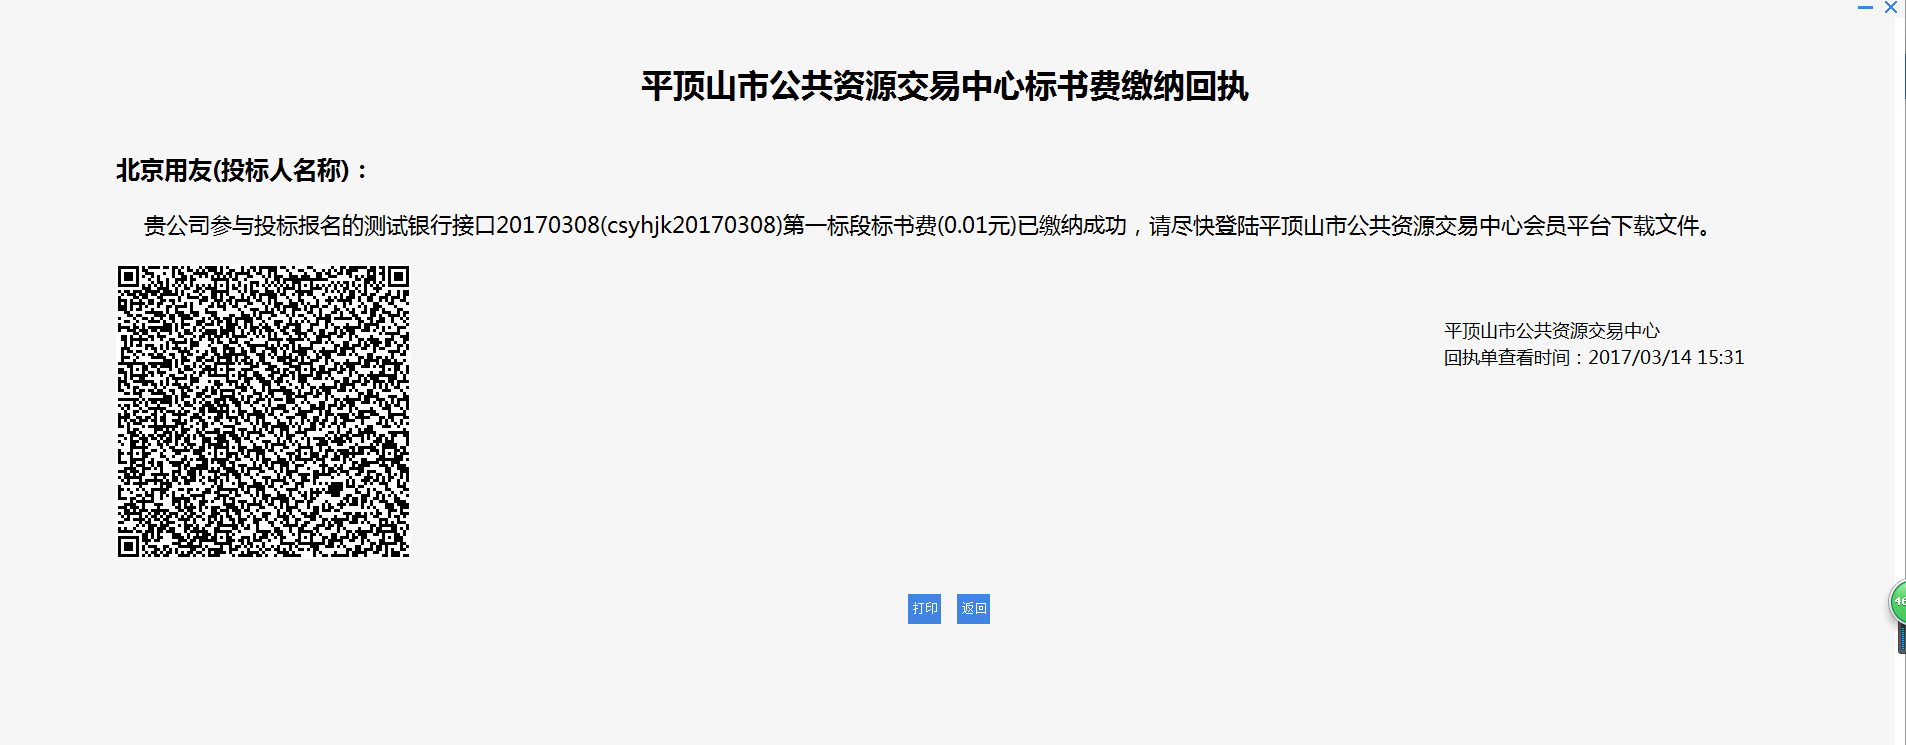 平顶山市公共资源交易中心标书费缴纳回执
北京用友(投标人名称)：
贵公司参与投标报名的测试银行接口20170308(csyhjk20170308)第一标段标书费(0.01元)已缴纳成功，请尽快登陆平顶山市公共资源交易中心会员平台下载文件。
平顶山市公共资源交易中心
回执单查看时间：2017/03/14 15:31
打印 返回